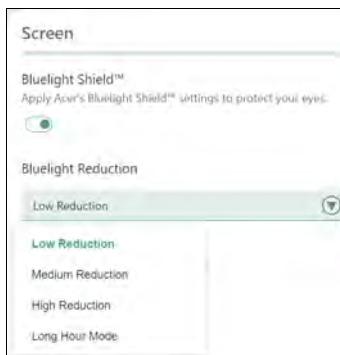 Screen
Bluelight Shield™
Apply Acer's Bluelight Shield™ settings to protect your eyes.
Bluelight Reduction
Low Reduction
Low Reduction
Medium Reduction
High Reduction
Long Hour Mode